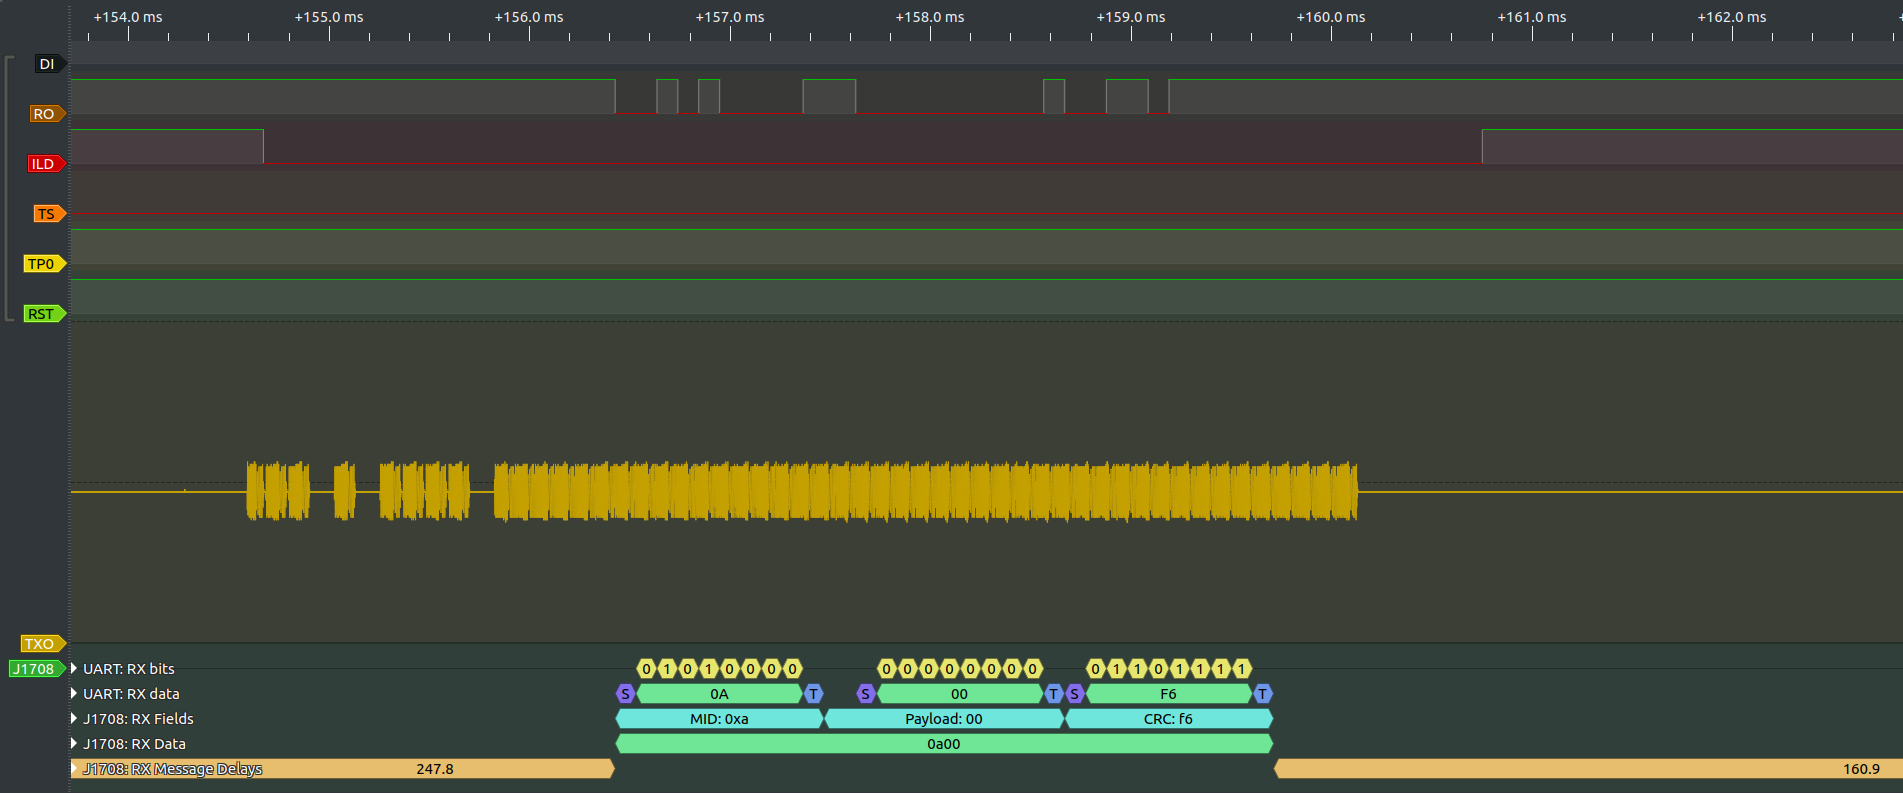 +154.0 ms +155.0 ms +156.0 ms +157.0 ms +158.0 ms +159.0 ms +160.0 ms +161.0 ms +162.0 ms
DI
RO
ILD
TS
TP0
RST
TXO
J1708 UART: RX bits 0 1 0 1 0 0 0 0 0 0 0 0 0 0 0 0 0 1 1 0 1 1 1 1
UART: RX data S 0A T S 00 T S F6 T
J1708: RX Fields MID: 0xa Payload: 00 CRC: f6
J1708: RX Data 0a00
J1708: RX Message Delays 247.8 160.9